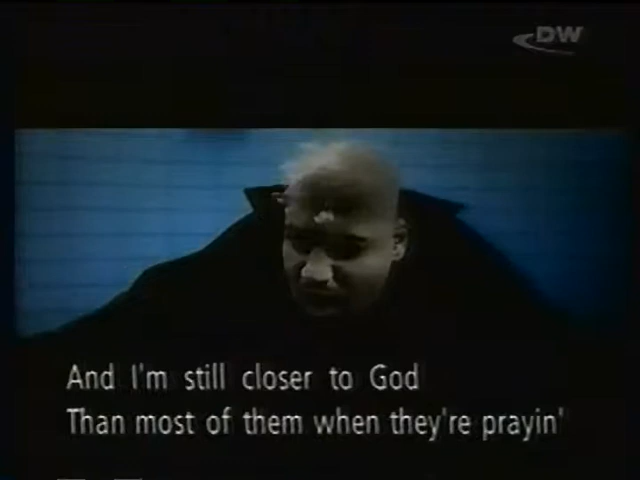 DW
And I'm still closer to God
Than most of them when they're prayin'